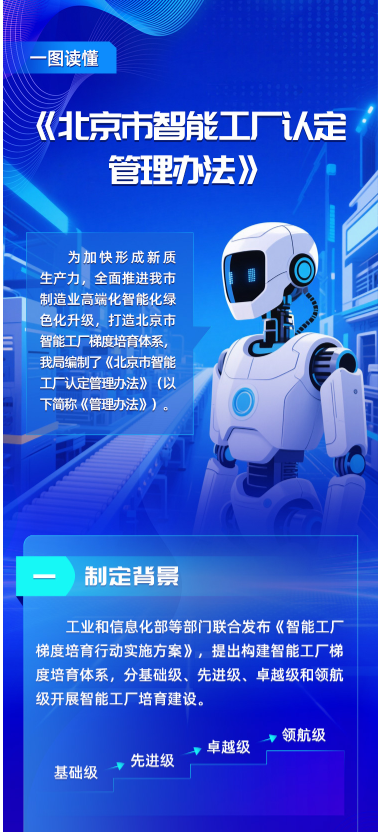 一图读懂
《北京市智能工厂认定
管理办法》
为加快形成新质
生产力，全面推进我市
制造业高端化智能化绿
色化升级，打造北京市
智能工厂梯度培育体系，
我局编制了《北京市智能
工厂认定管理办法》（以
下简称《管理办法》）。
一 制定背景
工业和信息化部等部门联合发布《智能工厂
梯度培育行动实施方案》，提出构建智能工厂梯
度培育体系，分基础级、先进级、卓越级和领航
级开展智能工厂培育建设。
基础级
先进级
卓越级
领航级